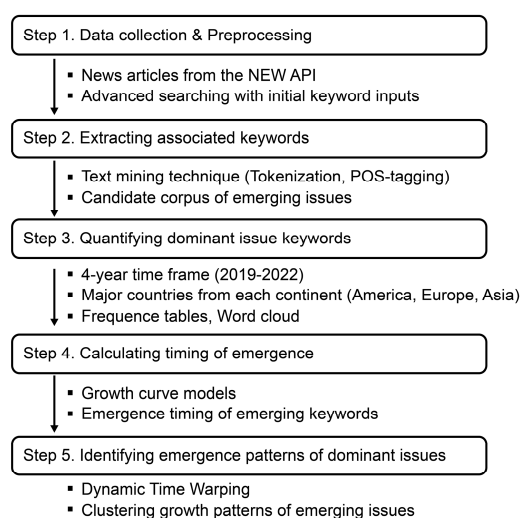 Step 1. Data collection & Preprocessing
▪ News articles from the NEW API
▪ Advanced searching with initial keyword inputs
Step 2. Extracting associated keywords
▪ Text mining technique (Tokenization, POS-tagging)
▪ Candidate corpus of emerging issues
Step 3. Quantifying dominant issue keywords
▪ 4-year time frame (2019-2022)
▪ Major countries from each continent (America, Europe, Asia)
▪ Frequence tables, Word cloud
Step 4. Calculating timing of emergence
▪ Growth curve models
▪ Emergence timing of emerging keywords
Step 5. Identifying emergence patterns of dominant issues
▪ Dynamic Time Warping
▪ Clustering growth patterns of emerging issues